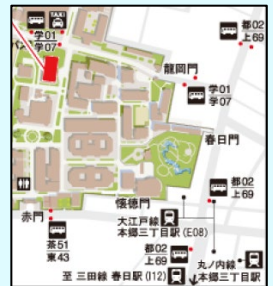 TAXI
学01
学07
都02
上69
龍岡門
学01
学07
春日門
都02
上69
懐徳門
大江戸線
本郷三丁目駅 (E08)
赤門
茶51
東43
都02
上69
丸ノ内線
本郷三丁目駅
至 三田線 春日駅 (I12)